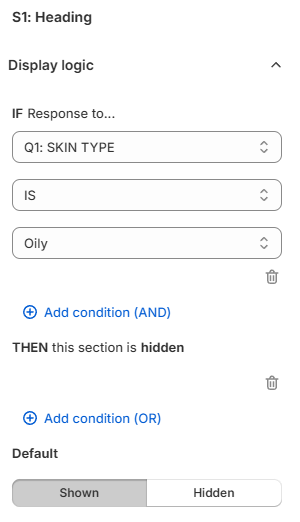 S1: Heading
Display logic
IF Response to...
Q1: SKIN TYPE
IS
Oily
Add condition (AND)
THEN this section is hidden
Add condition (OR)
Default
Shown Hidden